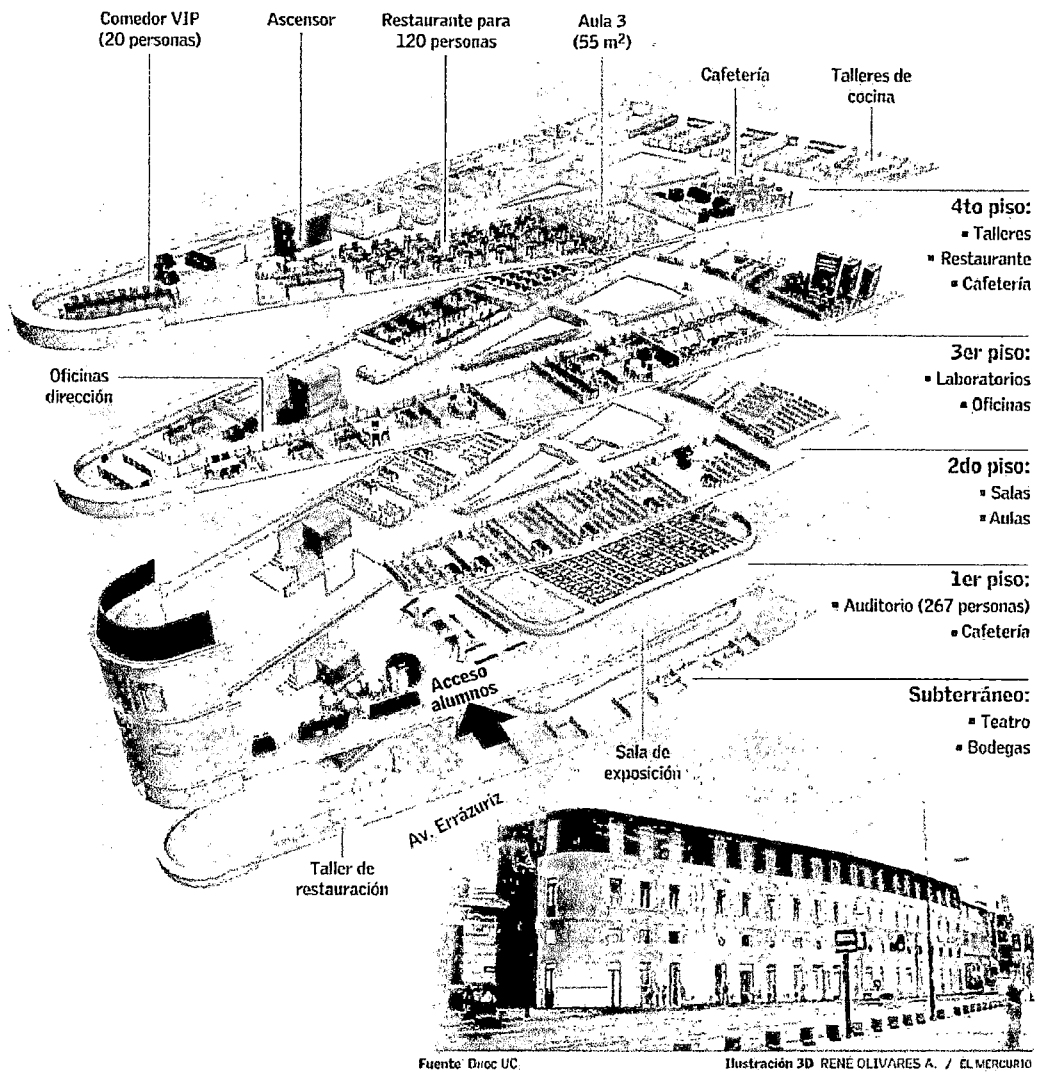 Comedor VIP
(20 personas)
Ascensor
Restaurante para
120 personas
Aula 3
(55 m²)
Cafetería
Talleres de
cocina
4to piso:
▪ Talleres
▪ Restaurante
▪ Cafetería
Oficinas
dirección
3er piso:
▪ Laboratorios
▪ Oficinas
2do piso:
▪ Salas
▪ Aulas
1er piso:
▪ Auditorio (267 personas)
▪ Cafetería
Acceso
alumnos
Subterráneo:
▪ Teatro
▪ Bodegas
Sala de
exposición
Av. Errázuriz
Taller de
restauración
Fuente: Duoc UC
Ilustración 3D RENÉ OLIVARES A. / EL MERCURIO